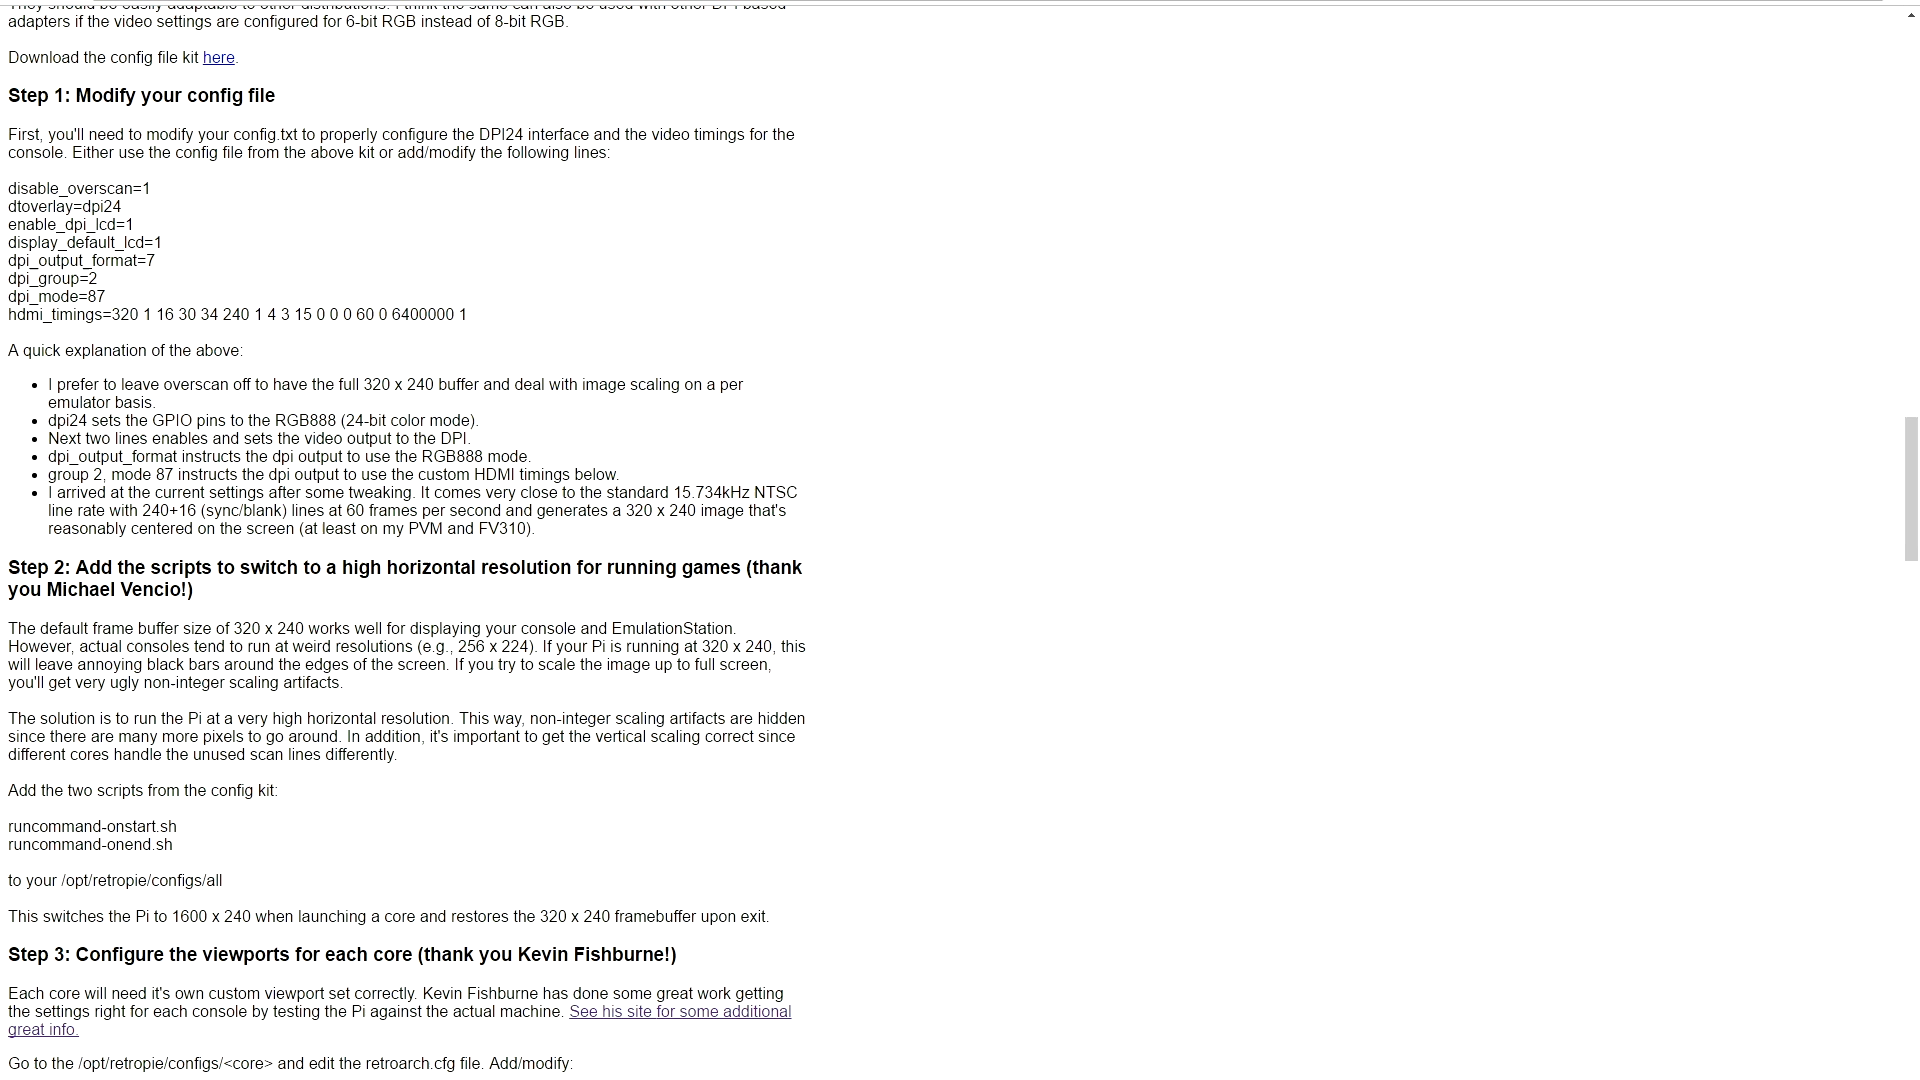 They should be easily adaptable to other distributions. I think the same can also be used with other DPI based
adapters if the video settings are configured for 6-bit RGB instead of 8-bit RGB.
Download the config file kit here.
Step 1: Modify your config file
First, you'll need to modify your config.txt to properly configure the DPI24 interface and the video timings for the
console. Either use the config file from the above kit or add/modify the following lines:
disable_overscan=1
dtoverlay=dpi24
enable_dpi_lcd=1
display_default_lcd=1
dpi_output_format=7
dpi_group=2
dpi_mode=87
hdmi_timings=320 1 16 30 34 240 1 4 3 15 0 0 0 60 0 6400000 1
A quick explanation of the above:
• I prefer to leave overscan off to have the full 320 x 240 buffer and deal with image scaling on a per
emulator basis.
• dpi24 sets the GPIO pins to the RGB888 (24-bit color mode).
• Next two lines enables and sets the video output to the DPI.
• dpi_output_format instructs the dpi output to use the RGB888 mode.
• group 2, mode 87 instructs the dpi output to use the custom HDMI timings below.
• I arrived at the current settings after some tweaking. It comes very close to the standard 15.734kHz NTSC
line rate with 240+16 (sync/blank) lines at 60 frames per second and generates a 320 x 240 image that's
reasonably centered on the screen (at least on my PVM and FV310).
Step 2: Add the scripts to switch to a high horizontal resolution for running games (thank
you Michael Vencio!)
The default frame buffer size of 320 x 240 works well for displaying your console and EmulationStation.
However, actual consoles tend to run at weird resolutions (e.g., 256 x 224). If your Pi is running at 320 x 240, this
will leave annoying black bars around the edges of the screen. If you try to scale the image up to full screen,
you'll get very ugly non-integer scaling artifacts.
The solution is to run the Pi at a very high horizontal resolution. This way, non-integer scaling artifacts are hidden
since there are many more pixels to go around. In addition, it's important to get the vertical scaling correct since
different cores handle the unused scan lines differently.
Add the two scripts from the config kit:
runcommand-onstart.sh
runcommand-onend.sh
to your /opt/retropie/configs/all
This switches the Pi to 1600 x 240 when launching a core and restores the 320 x 240 framebuffer upon exit.
Step 3: Configure the viewports for each core (thank you Kevin Fishburne!)
Each core will need it's own custom viewport set correctly. Kevin Fishburne has done some great work getting
the settings right for each console by testing the Pi against the actual machine. See his site for some additional
great info.
Go to the /opt/retropie/configs/<core> and edit the retroarch.cfg file. Add/modify: